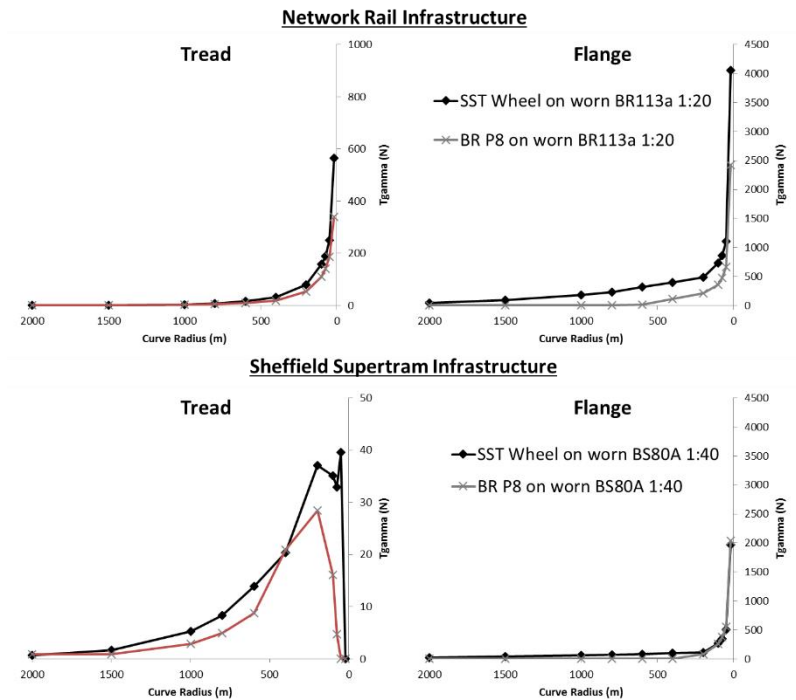 Network Rail Infrastructure
Tread
1000
800
600
400
200
0
Tgamma (N)
2000
1500
1000
500
0
Curve Radius (m)
Flange
SST Wheel on worn BR113a 1:20
BR P8 on worn BR113a 1:20
4500
4000
3500
3000
2500
2000
1500
1000
500
0
Tgamma (N)
2000
1500
1000
500
0
Curve Radius (m)
Sheffield Supertram Infrastructure
Tread
50
40
30
20
10
0
Tgamma (N)
2000
1500
1000
500
0
Curve Radius (m)
Flange
SST Wheel on worn BS80A 1:40
BR P8 on worn BS80A 1:40
4500
4000
3500
3000
2500
2000
1500
1000
500
0
Tgamma (N)
2000
1500
1000
500
0
Curve Radius (m)